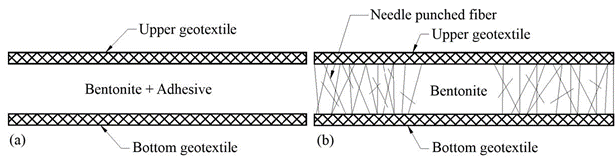 Upper geotextile
Bentonite + Adhesive
(a)
Bottom geotextile
Needle punched fiber
Upper geotextile
Bentonite
(b)
Bottom geotextile